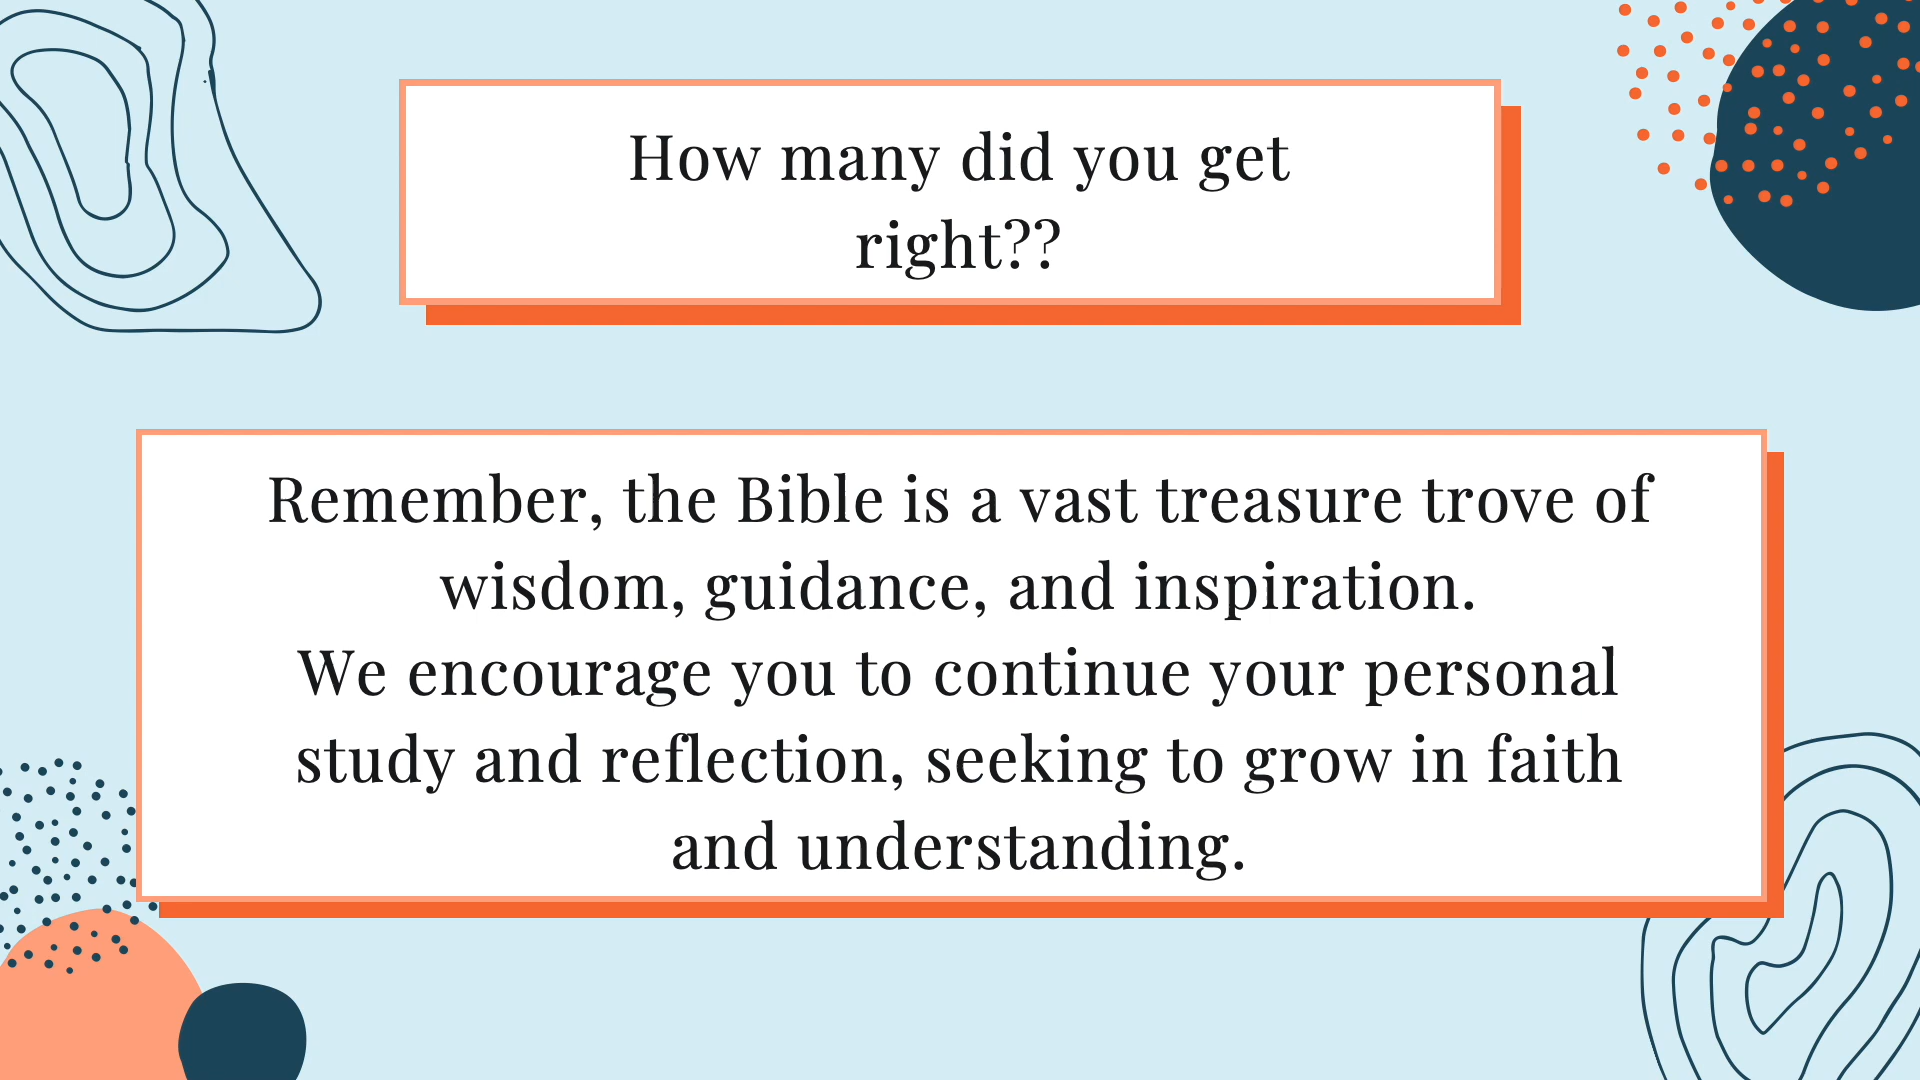 How many did you get
right??
Remember, the Bible is a vast treasure trove of
wisdom, guidance, and inspiration.
We encourage you to continue your personal
study and reflection, seeking to grow in faith
and understanding.